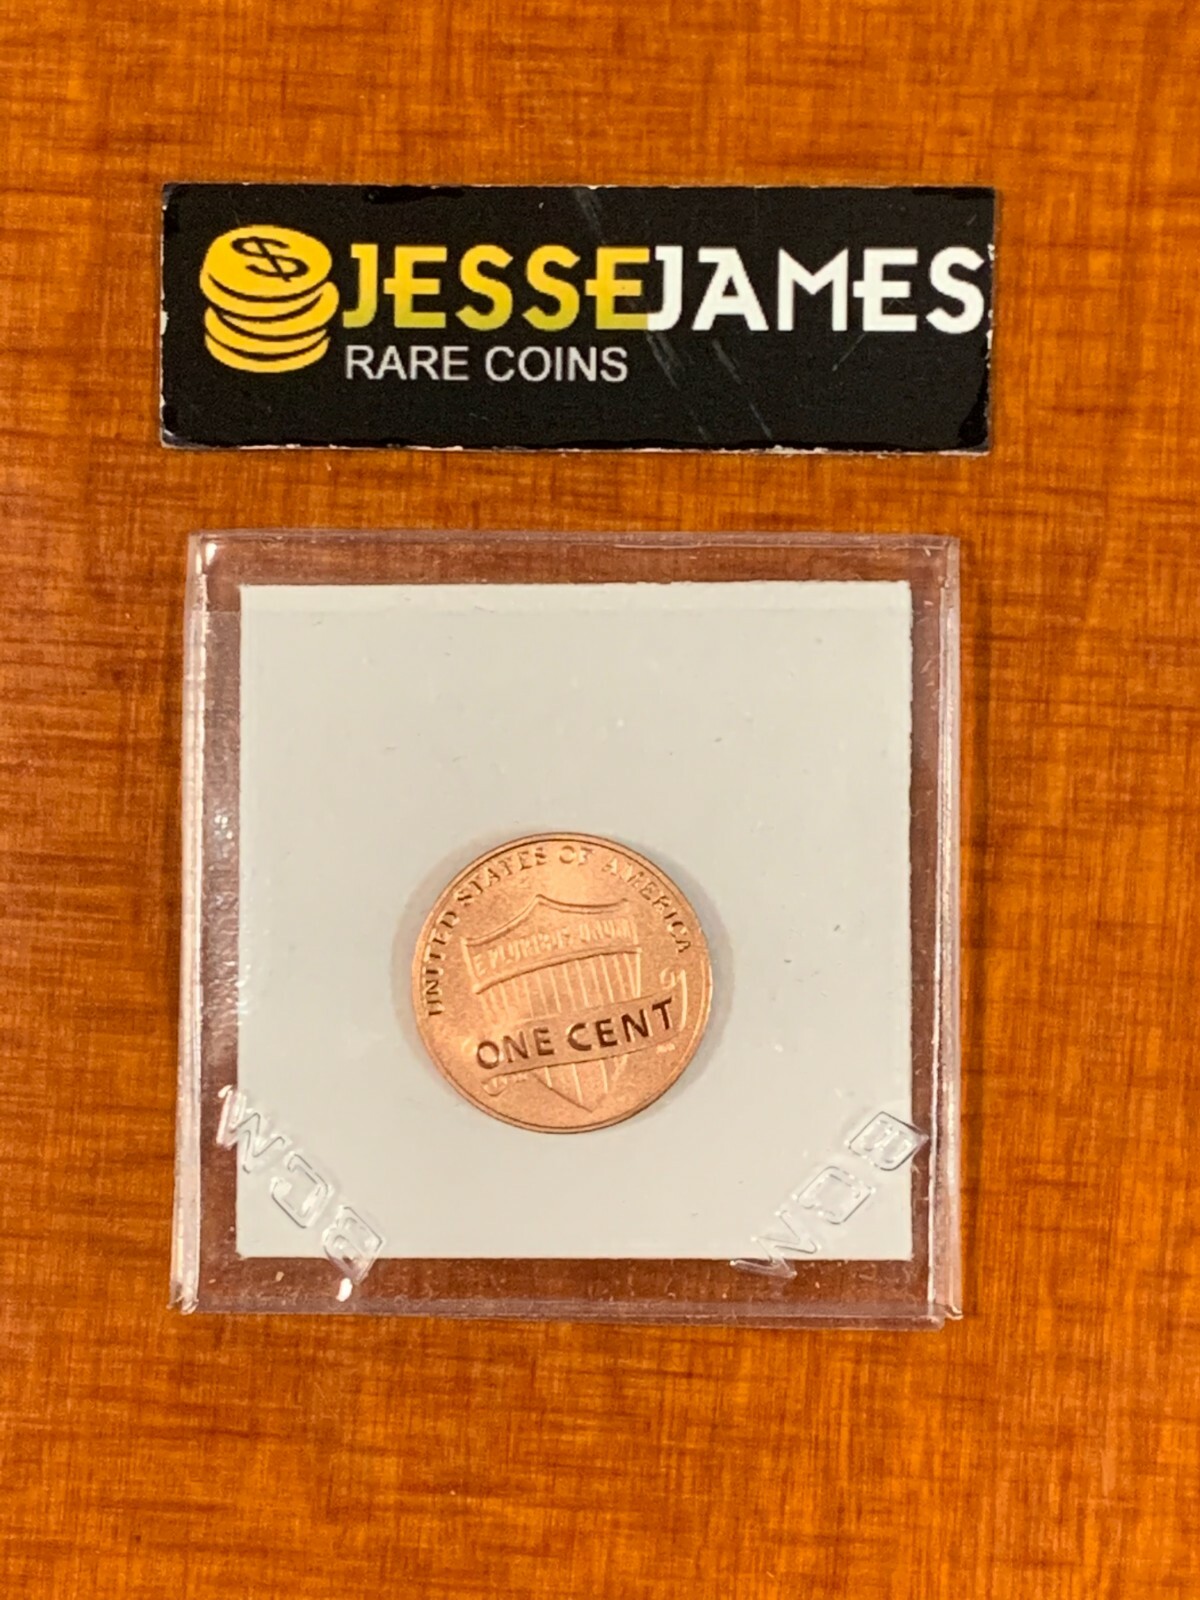 $
JESSEJAMES
RARE COINS
UNITED STATES OF AMERICA
E PLURIBUS UNUM
ONE CENT
BCW
BCW